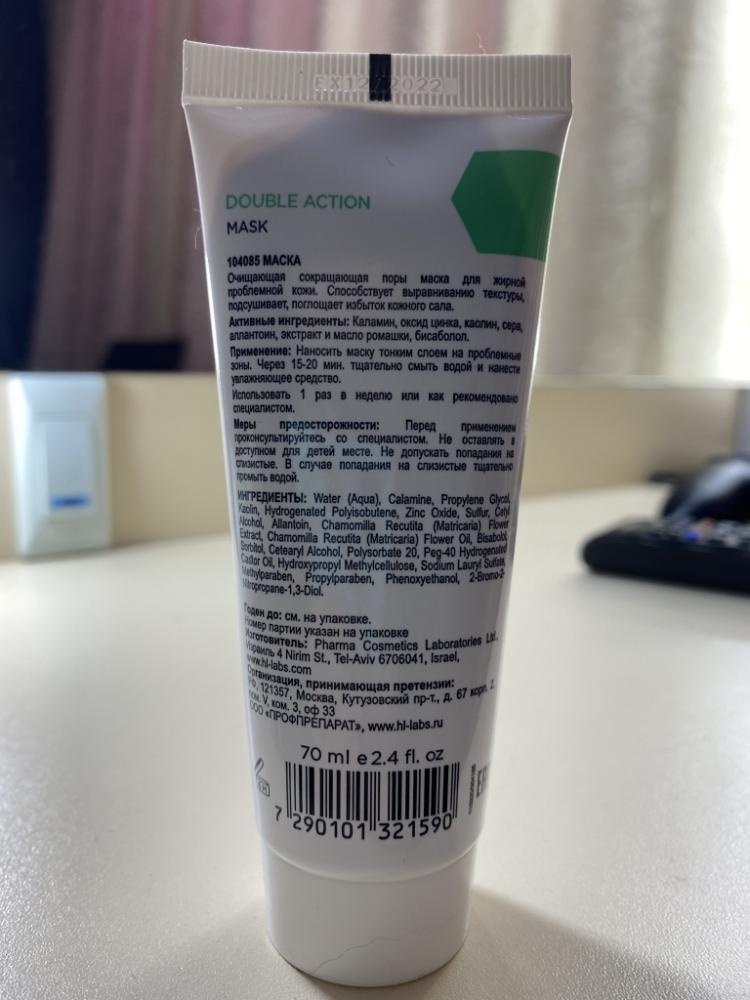 EX12/2022
DOUBLE ACTION
MASK
104085 МАСКА
Очищающая сокращающая поры маска для жирной
проблемной кожи. Способствует выравниванию текстуры,
подсушивает, поглощает избыток кожного сала.
Активные ингредиенты: Каламин, оксид цинка, каолин, сера,
аллантоин, экстракт и масло ромашки, бисаболол.
Применение: Наносить маску тонким слоем на проблемные
зоны. Через 15-20 мин. тщательно смыть водой и нанести
увлажняющее средство.
Использовать 1 раз в неделю или как рекомендовано
специалистом.
Меры предосторожности: Перед применением
проконсультируйтесь со специалистом. Не оставлять в
доступном для детей месте. Не допускать попадания на
слизистые. В случае попадания на слизистые тщательно
промыть водой.
ИНГРЕДИЕНТЫ: Water (Aqua), Calamine, Propylene Glycol,
Kaolin, Hydrogenated Polyisobutene, Zinc Oxide, Sulfur, Cetyl
Alcohol, Allantoin, Chamomilla Recutita (Matricaria) Flower
Extract, Chamomilla Recutita (Matricaria) Flower Oil, Bisabolol,
Sorbitol, Cetearyl Alcohol, Polysorbate 20, Peg-40 Hydrogenated
Castor Oil, Hydroxypropyl Methylcellulose, Sodium Lauryl Sulfate,
Methylparaben, Propylparaben, Phenoxyethanol, 2-Bromo-2-
Nitropropane-1,3-Diol.
Годен до: см. на упаковке.
Номер партии указан на упаковке
Изготовитель: Pharma Cosmetics Laboratories Ltd.,
Израиль 4 Nirim St., Tel-Aviv 6706041, Israel,
www.hl-labs.com
Организация, принимающая претензии:
РФ, 121357, Москва, Кутузовский пр-т., д. 67 корп. 2,
пом. V, ком. 3, оф 33
ООО «ПРОФПРЕПАРАТ», www.hl-labs.ru
70 ml e 2.4 fl. oz
7 290101 321590